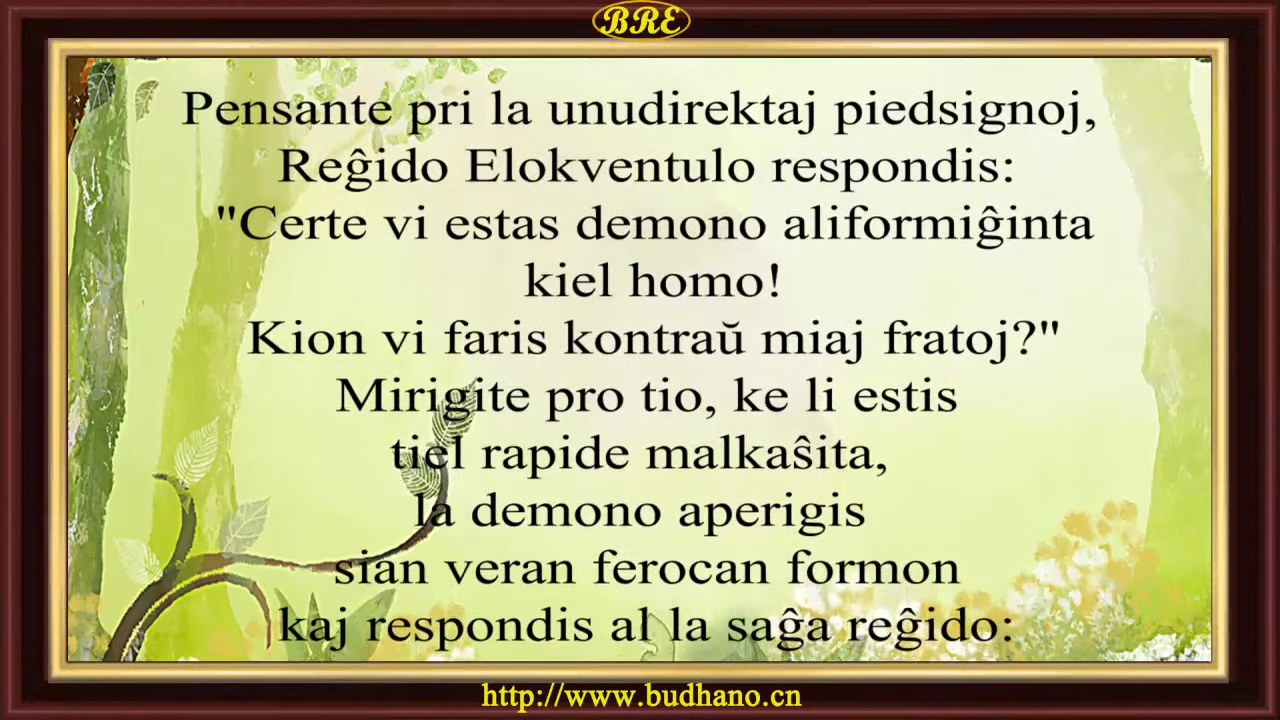 BRE
Pensante pri la unudirektaj piedsignoj,
Reĝido Elokventulo respondis:
"Certe vi estas demono aliformiĝinta
kiel homo!
Kion vi faris kontraŭ miaj fratoj?"
Mirigite pro tio, ke li estis
tiel rapide malkaŝita,
la demono aperigis
sian veran ferocan formon
kaj respondis al la saĝa reĝido:
http://www.budhano.cn